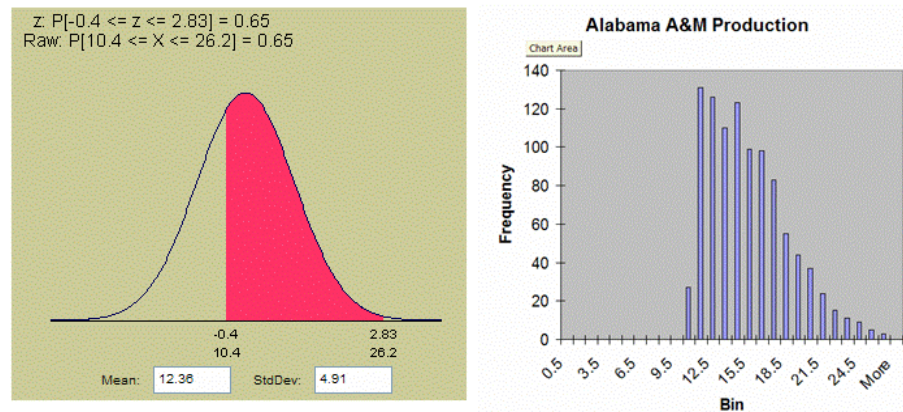 z: P[-0.4 <= z <= 2.83] = 0.65
Raw: P[10.4 <= X <= 26.2] = 0.65
-0.4 2.83
10.4 26.2
Mean: 12.36 StdDev: 4.91
Alabama A&M Production
Chart Area
140
120
100
80
60
40
20
0
Frequency
0.5 3.5 6.5 9.5 12.5 15.5 18.5 21.5 24.5 More
Bin